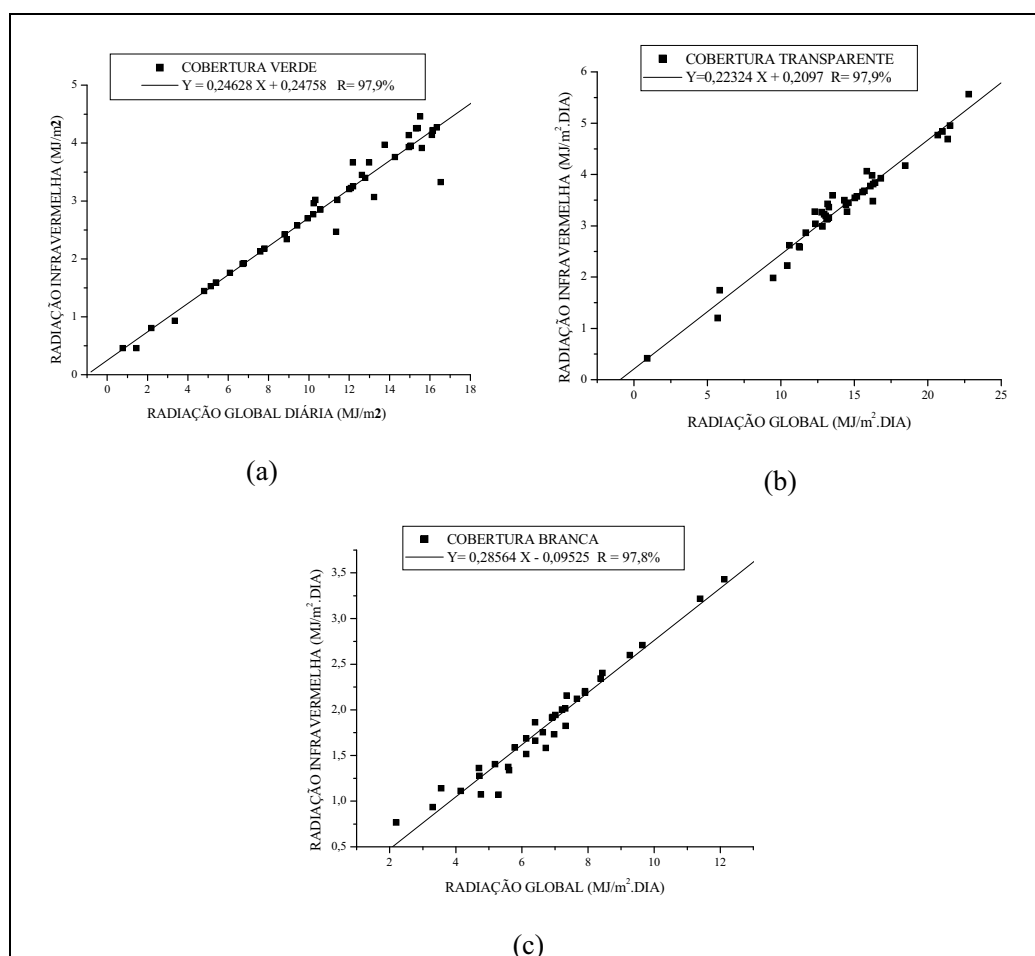 COBERTURA VERDE
Y = 0,24628 X + 0,24758 R= 97,9%
RADIAÇÃO INFRAVERMELHA (MJ/m2)
5
4
3
2
1
0
0 2 4 6 8 10 12 14 16 18
RADIAÇÃO GLOBAL DIÁRIA (MJ/m2)
(a)
COBERTURA TRANSPARENTE
Y=0,22324 X + 0,2097 R= 97,9%
RADIAÇÃO INFRAVERMELHA (MJ/m².DIA)
6
5
4
3
2
1
0
0 5 10 15 20 25
RADIAÇÃO GLOBAL (MJ/m².DIA)
(b)
COBERTURA BRANCA
Y= 0,28564 X - 0,09525 R = 97,8%
RADIAÇÃO INFRAVERMELHA (MJ/m².DIA)
3,5
3,0
2,5
2,0
1,5
1,0
0,5
2 4 6 8 10 12
RADIAÇÃO GLOBAL (MJ/m².DIA)
(c)